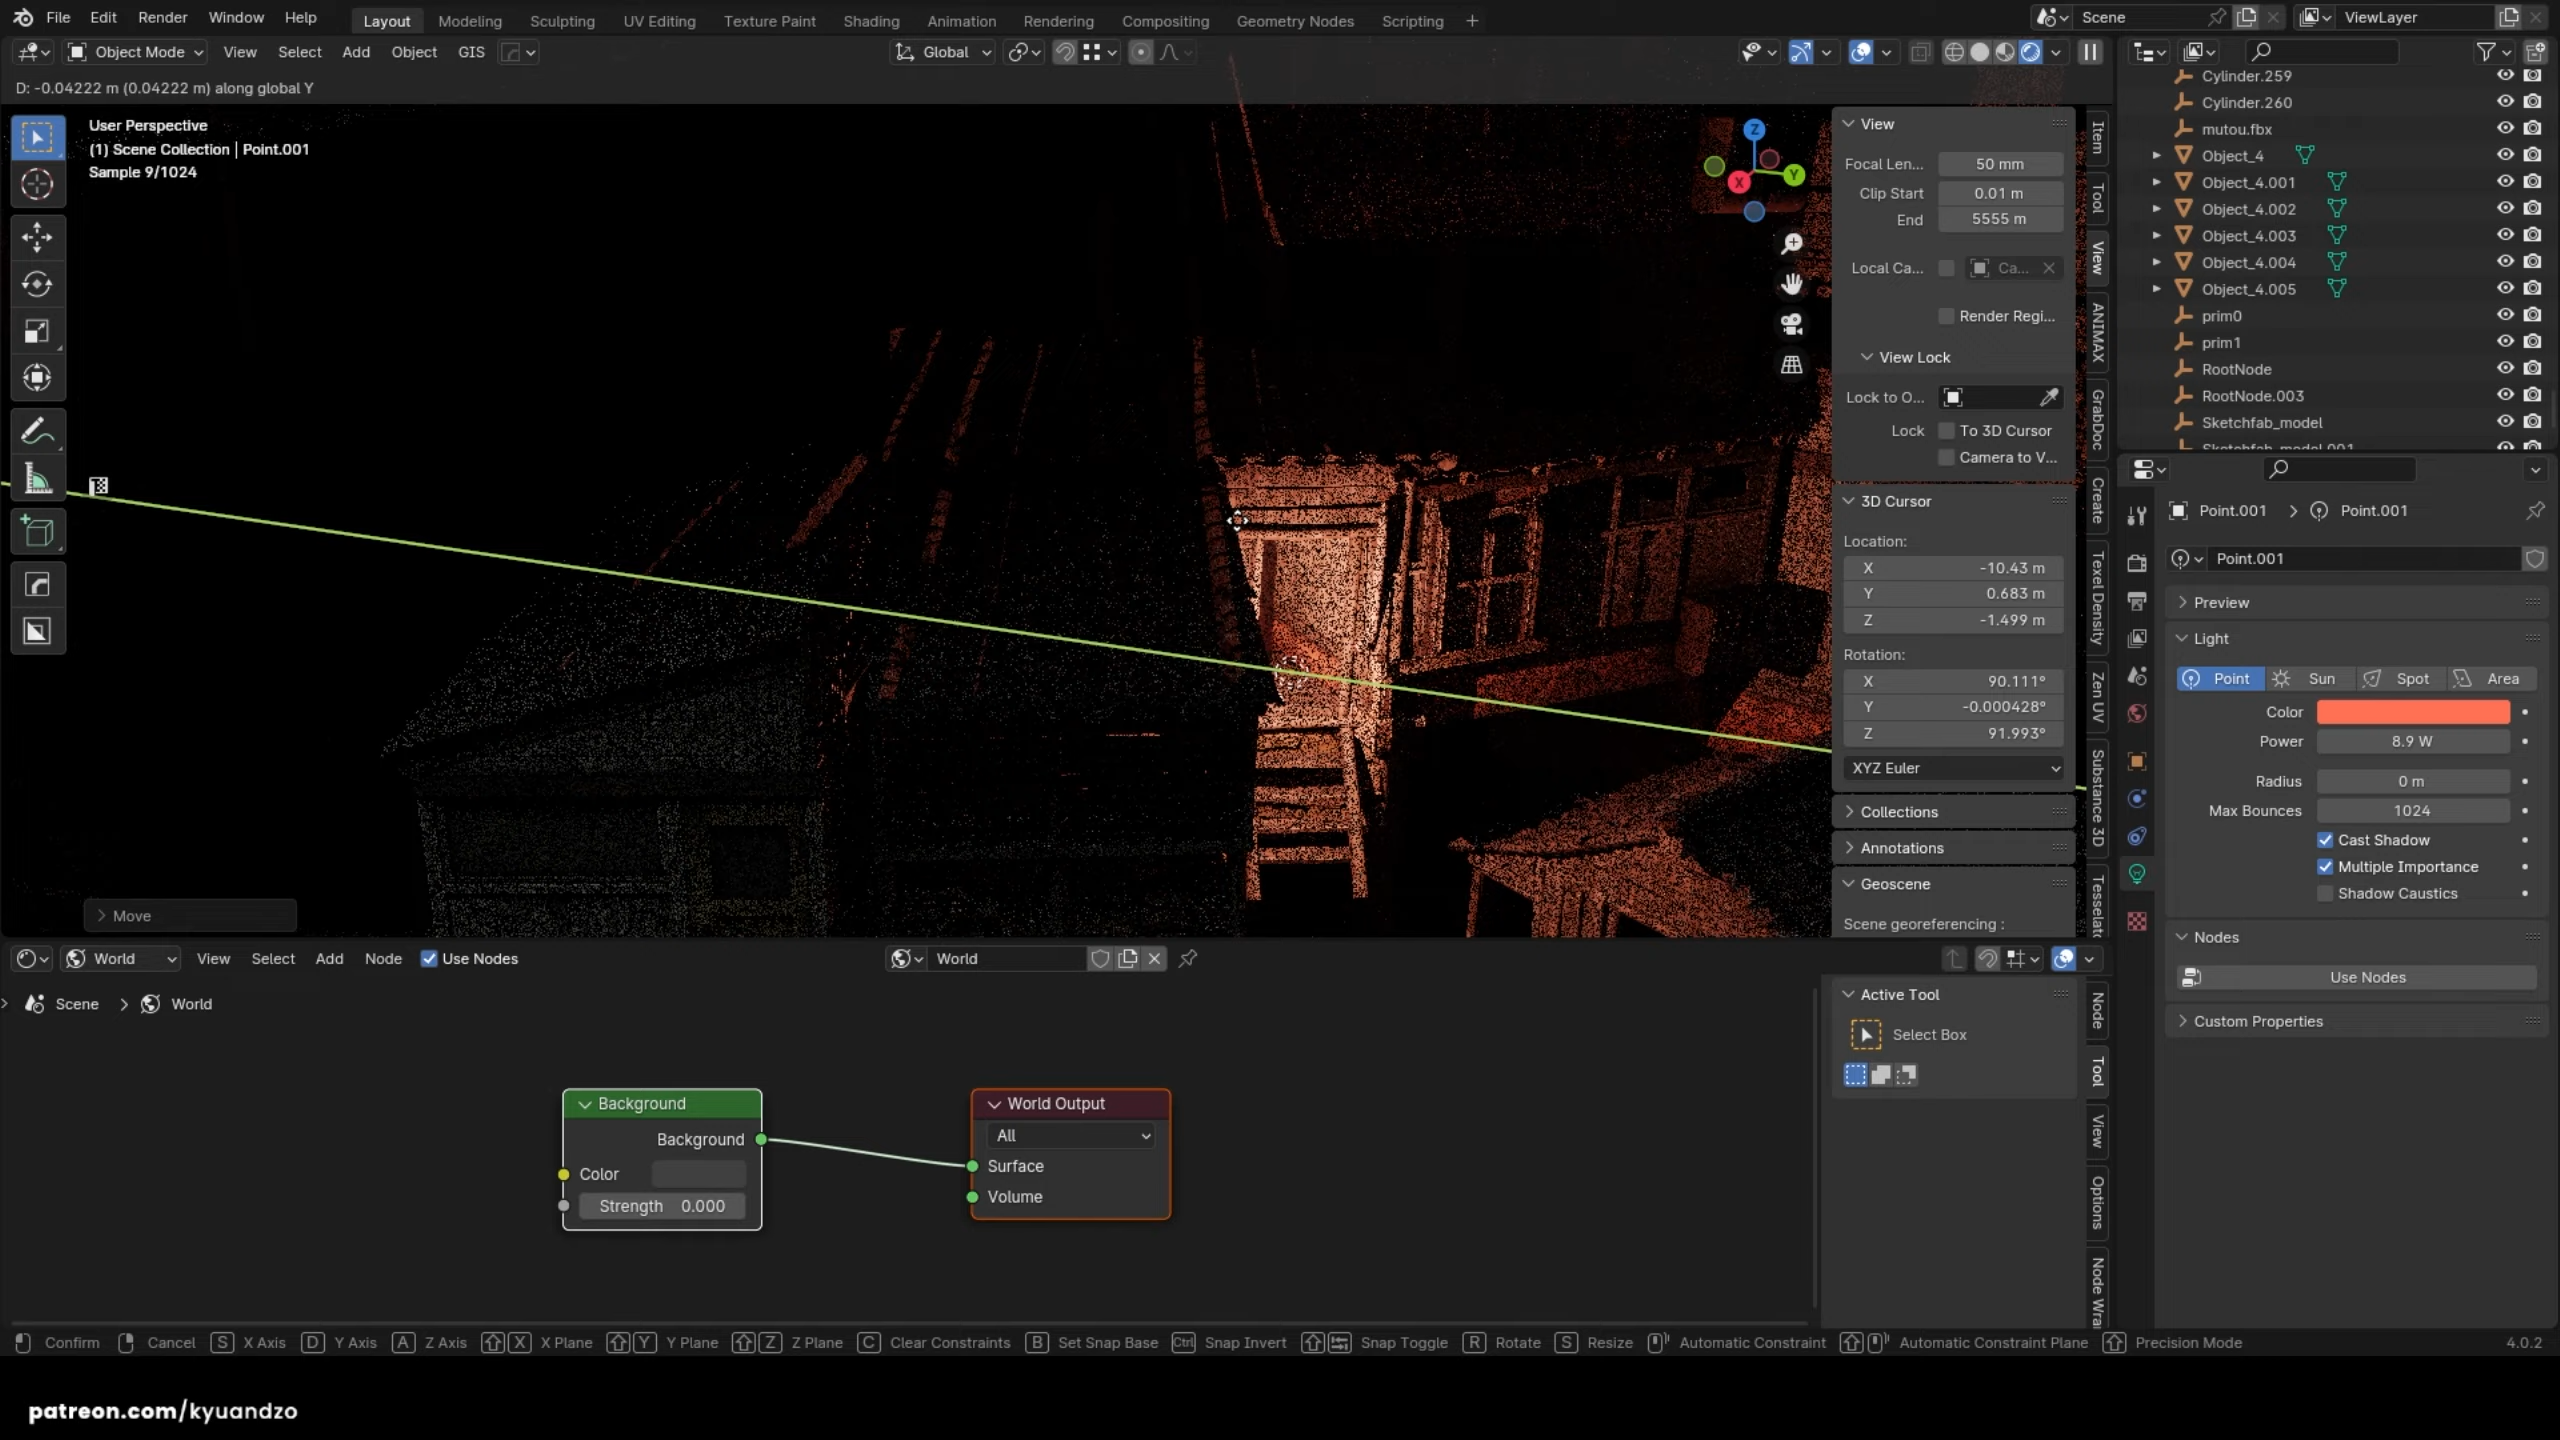 File Edit Render Window Help Layout Modeling Sculpting UV Editing Texture Paint Shading Animation Rendering Compositing Geometry Nodes Scripting + Scene ViewLayer
Object Mode View Select Add Object GIS Global
D: -0.04222 m (0.04222 m) along global Y
User Perspective
(1) Scene Collection | Point.001
Sample 9/1024
Z
Y
X
Move
View
Focal Len... 50 mm
Clip Start 0.01 m
End 5555 m
Local Ca... Ca...
Render Regi...
View Lock
Lock to O...
Lock To 3D Cursor
Camera to V...
3D Cursor
Location:
X -10.43 m
Y 0.683 m
Z -1.499 m
Rotation:
X 90.111°
Y -0.000428°
Z 91.993°
XYZ Euler
Collections
Annotations
Geoscene
Scene georeferencing :
Item
Tool
View
ANIMAX
GrabDoc
Create
Texel Density
Zen UV
Substance 3D
Tesselat
Cylinder.259
Cylinder.260
mutou.fbx
Object_4
Object_4.001
Object_4.002
Object_4.003
Object_4.004
Object_4.005
prim0
prim1
RootNode
RootNode.003
Sketchfab_model
Sketchfab_model.001
Point.001 > Point.001
Point.001
Preview
Light
Point Sun Spot Area
Color
Power 8.9 W
Radius 0 m
Max Bounces 1024
Cast Shadow
Multiple Importance
Shadow Caustics
Nodes
Use Nodes
Custom Properties
World View Select Add Node Use Nodes World
Scene > World
Background
Background
Color
Strength 0.000
World Output
All
Surface
Volume
Active Tool
Select Box
Node
Tool
View
Options
Node Wra
Confirm Cancel S X Axis D Y Axis A Z Axis X X Plane Y Y Plane Z Z Plane C Clear Constraints B Set Snap Base Ctrl Snap Invert Snap Toggle R Rotate S Resize Automatic Constraint Automatic Constraint Plane Precision Mode 4.0.2
patreon.com/kyuandzo